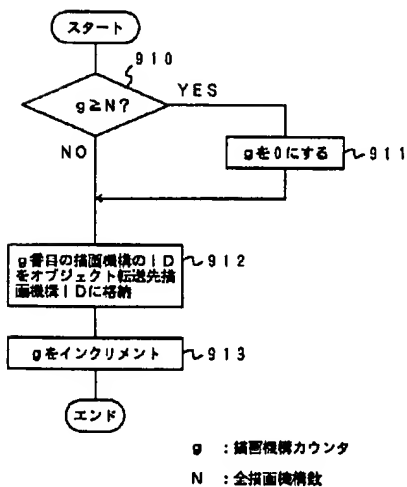 スタート
910
g≧N?
YES
NO
gを0にする
911
g番目の描画機構のID
をオブジェクト転送先描
画機構IDに格納
912
gをインクリメント
913
エンド
g :描画機構カウンタ
N :全描画機構数